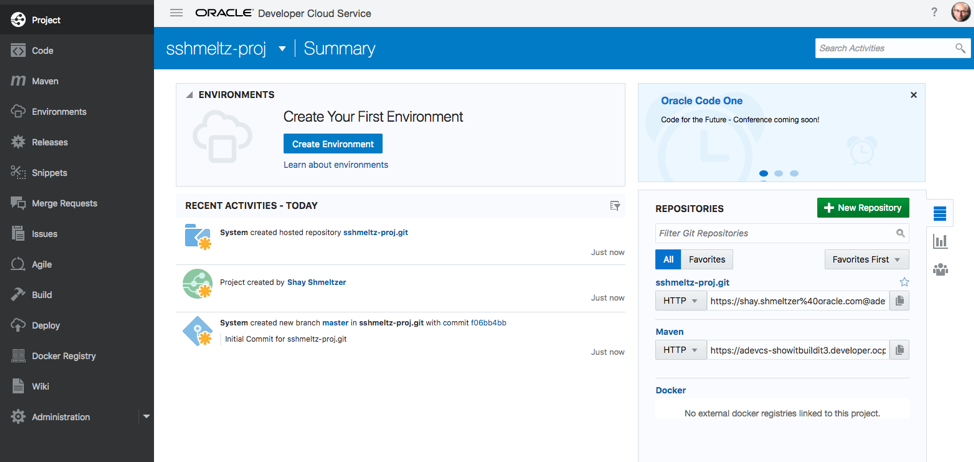 Project
Code
Maven
Environments
Releases
Snippets
Merge Requests
Issues
Agile
Build
Deploy
Docker Registry
Wiki
Administration
ORACLE® Developer Cloud Service
?
sshmeltz-proj Summary
Search Activities
ENVIRONMENTS
Create Your First Environment
Create Environment
Learn about environments
RECENT ACTIVITIES - TODAY
System created hosted repository sshmeltz-proj.git
Just now
Project created by Shay Shmeltzer
Just now
System created new branch master in sshmeltz-proj.git with commit f06bb4bb
Initial Commit for sshmeltz-proj.git
Just now
Oracle Code One
Code for the Future - Conference coming soon!
REPOSITORIES
New Repository
Filter Git Repositories
All Favorites Favorites First
sshmeltz-proj.git
HTTP https://shay.shmeltzer%40oracle.com@ade
Maven
HTTP https://adevcs-showitbuildit3.developer.ocp
Docker
No external docker registries linked to this project.